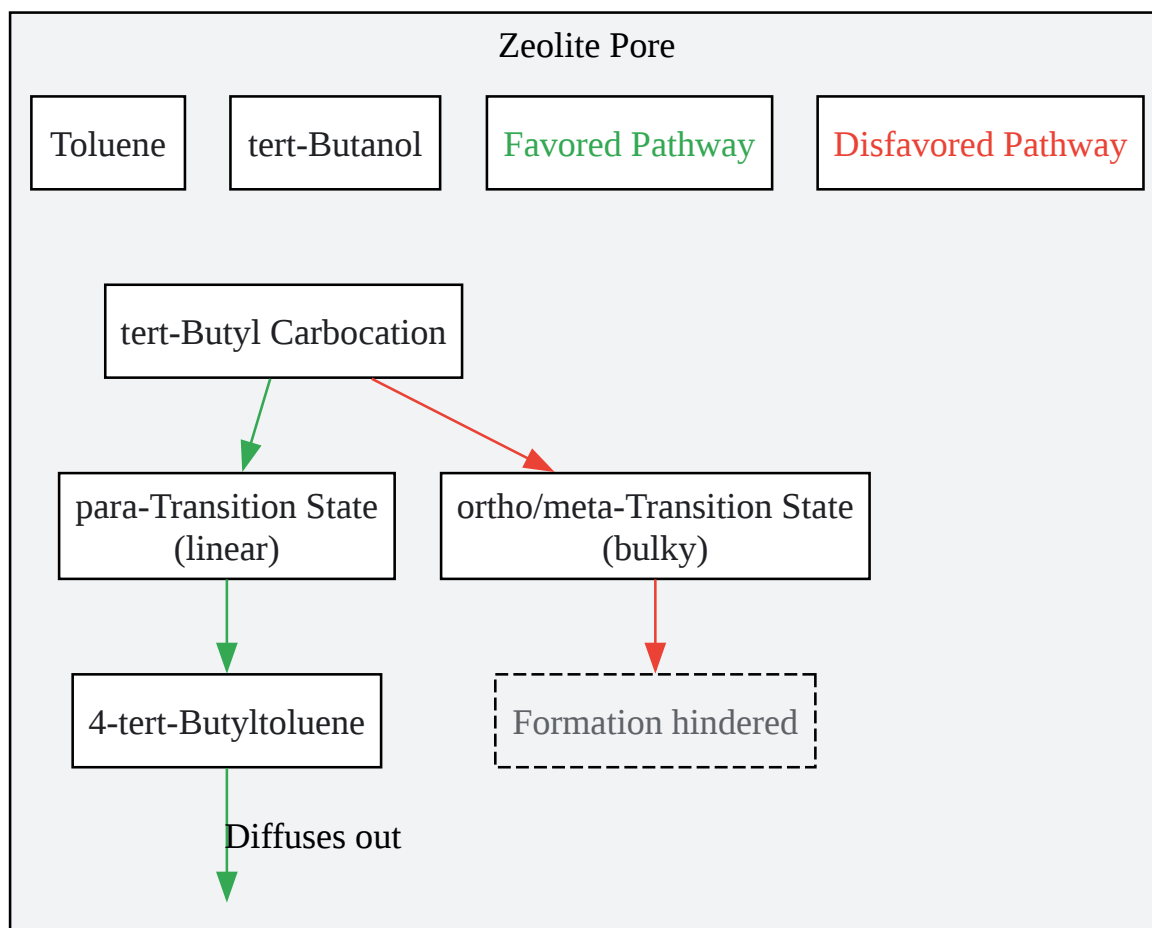 Zeolite Pore
Toluene
tert-Butanol
Favored Pathway
Disfavored Pathway
tert-Butyl Carbocation
para-Transition State
(linear)
ortho/meta-Transition State
(bulky)
4-tert-Butyltoluene
Formation hindered
Diffuses out